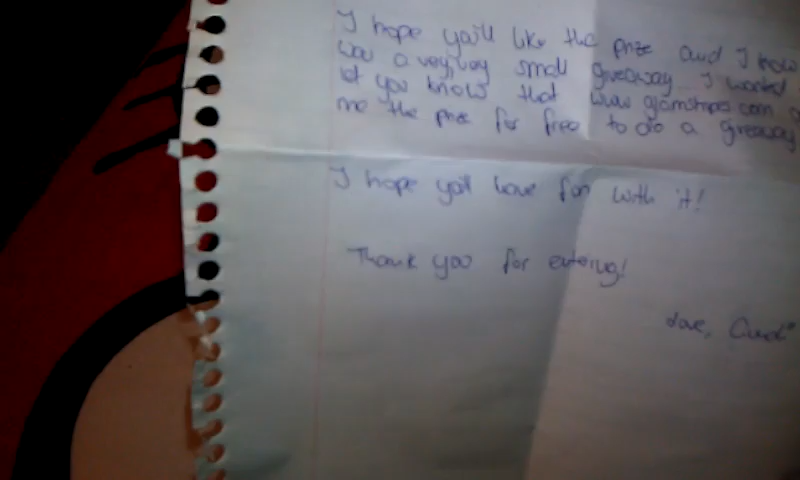 I hope you'll like the prize and I know
was a very, very small giveaway. I wanted
let you know that www
me the prize for free to do a giveaway
I hope you'll have fun with it!
Thank you for entering!
Love,